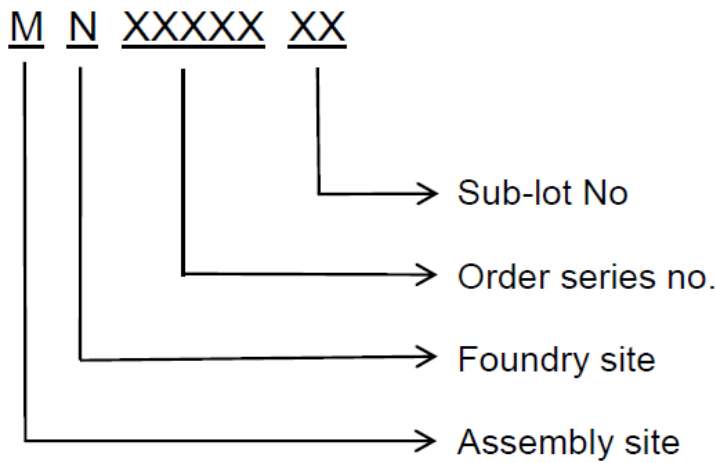 M N XXXXX XX
Sub-lot No
Order series no.
Foundry site
Assembly site